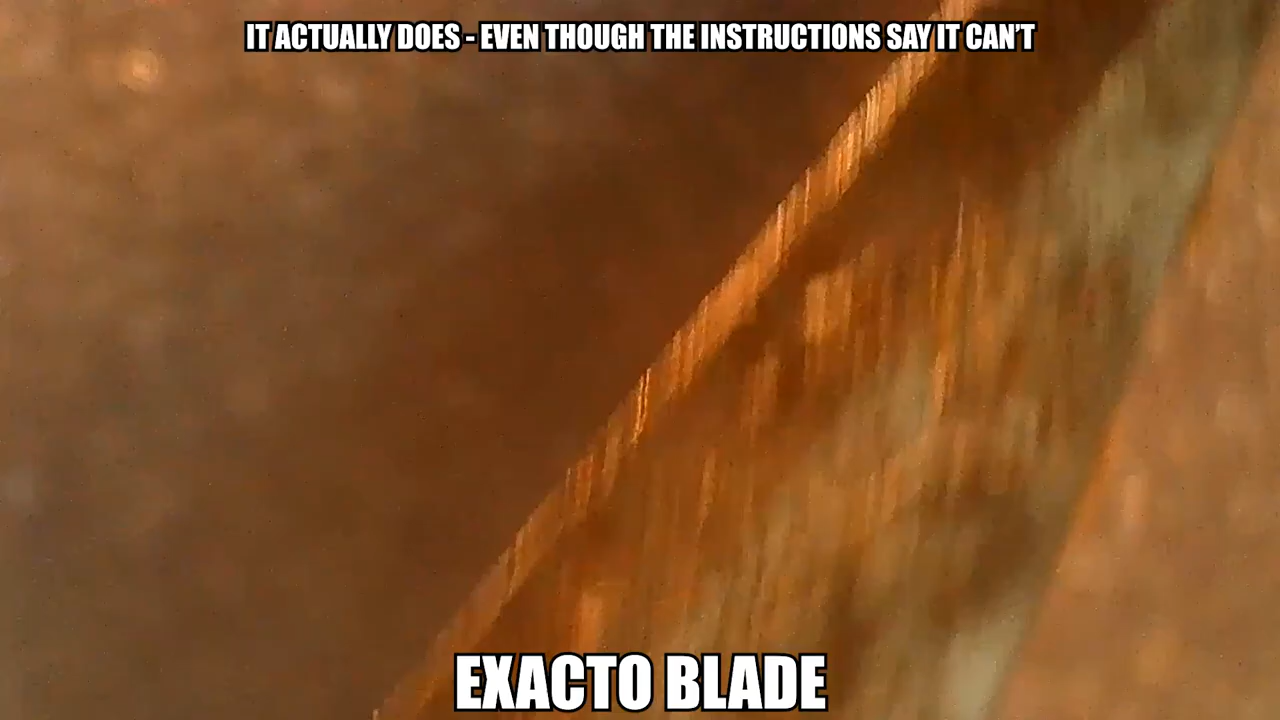 IT ACTUALLY DOES - EVEN THOUGH THE INSTRUCTIONS SAY IT CAN'T
EXACTO BLADE